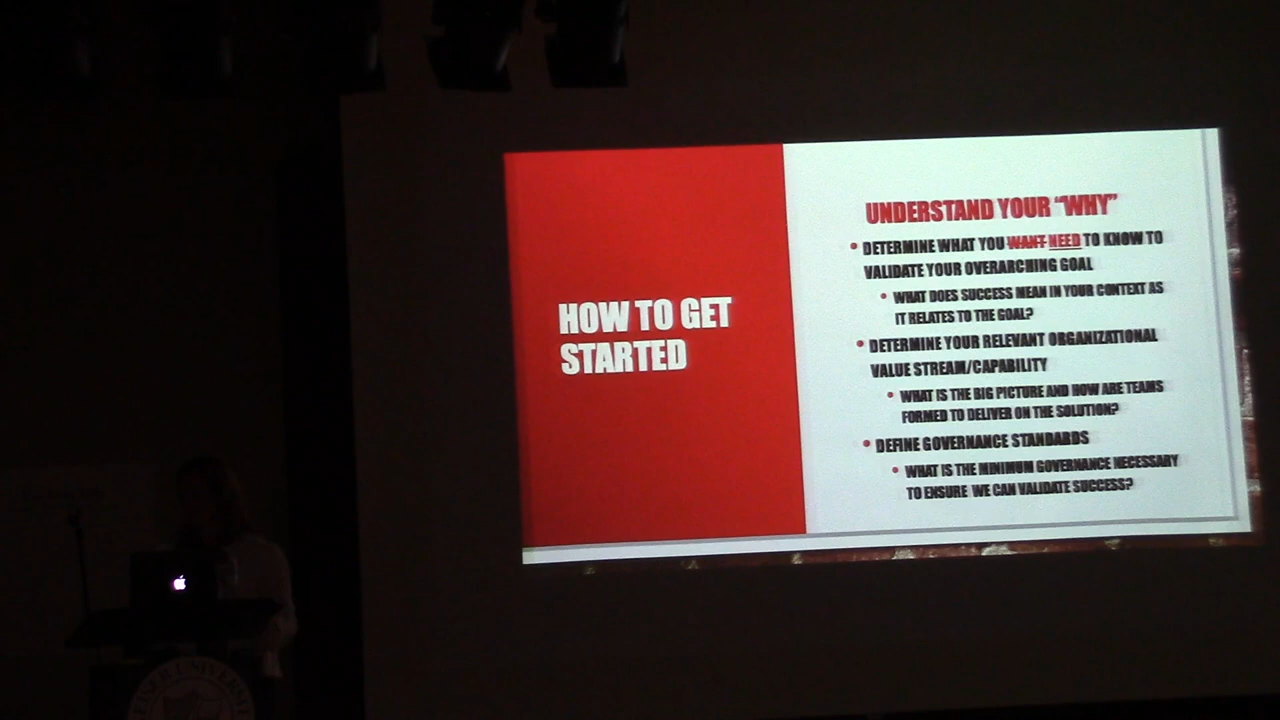 HOW TO GET
STARTED
UNDERSTAND YOUR “WHY”
• DETERMINE WHAT YOU WANT NEED TO KNOW TO
VALIDATE YOUR OVERARCHING GOAL
• WHAT DOES SUCCESS MEAN IN YOUR CONTEXT AS
IT RELATES TO THE GOAL?
• DETERMINE YOUR RELEVANT ORGANIZATIONAL
VALUE STREAM/CAPABILITY
• WHAT IS THE BIG PICTURE AND HOW ARE TEAMS
FORMED TO DELIVER ON THE SOLUTION?
• DEFINE GOVERNANCE STANDARDS
• WHAT IS THE MINIMUM GOVERNANCE NECESSARY
TO ENSURE WE CAN VALIDATE SUCCESS?